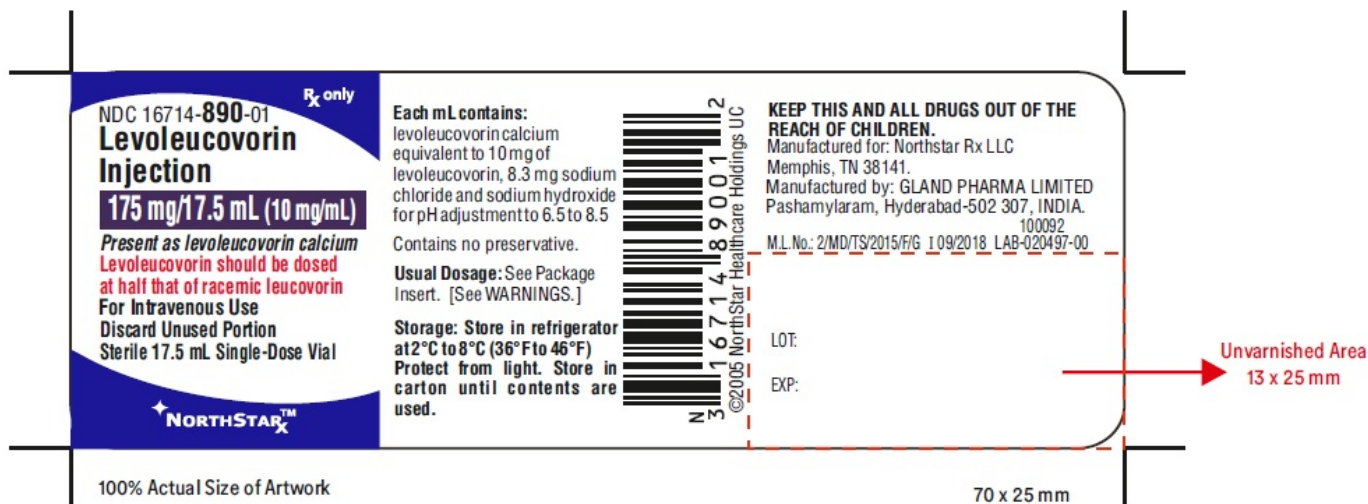 Rx only
NDC 16714-890-01
Levoleucovorin
Injection
175 mg/17.5 mL (10 mg/mL)
Present as levoleucovorin calcium
Levoleucovorin should be dosed
at half that of racemic leucovorin
For Intravenous Use
Discard Unused Portion
Sterile 17.5 mL Single-Dose Vial
NORTHSTARx™
Each mL contains:
levoleucovorin calcium
equivalent to 10 mg of
levoleucovorin, 8.3 mg sodium
chloride and sodium hydroxide
for pH adjustment to 6.5 to 8.5
Contains no preservative.
Usual Dosage: See Package
Insert. [See WARNINGS.]
Storage: Store in refrigerator
at 2°C to 8°C (36°F to 46°F)
Protect from light. Store in
carton until contents are
used.
N 3 16714 89001 2
©2005 NorthStar Healthcare Holdings UC
KEEP THIS AND ALL DRUGS OUT OF THE
REACH OF CHILDREN.
Manufactured for: Northstar Rx LLC
Memphis, TN 38141.
Manufactured by: GLAND PHARMA LIMITED
Pashamylaram, Hyderabad-502 307, INDIA.
100092
M.L.No.: 2/MD/TS/2015/F/G I 09/2018 LAB-020497-00
LOT:
EXP:
Unvarnished Area
13 x 25 mm
100% Actual Size of Artwork
70 x 25 mm